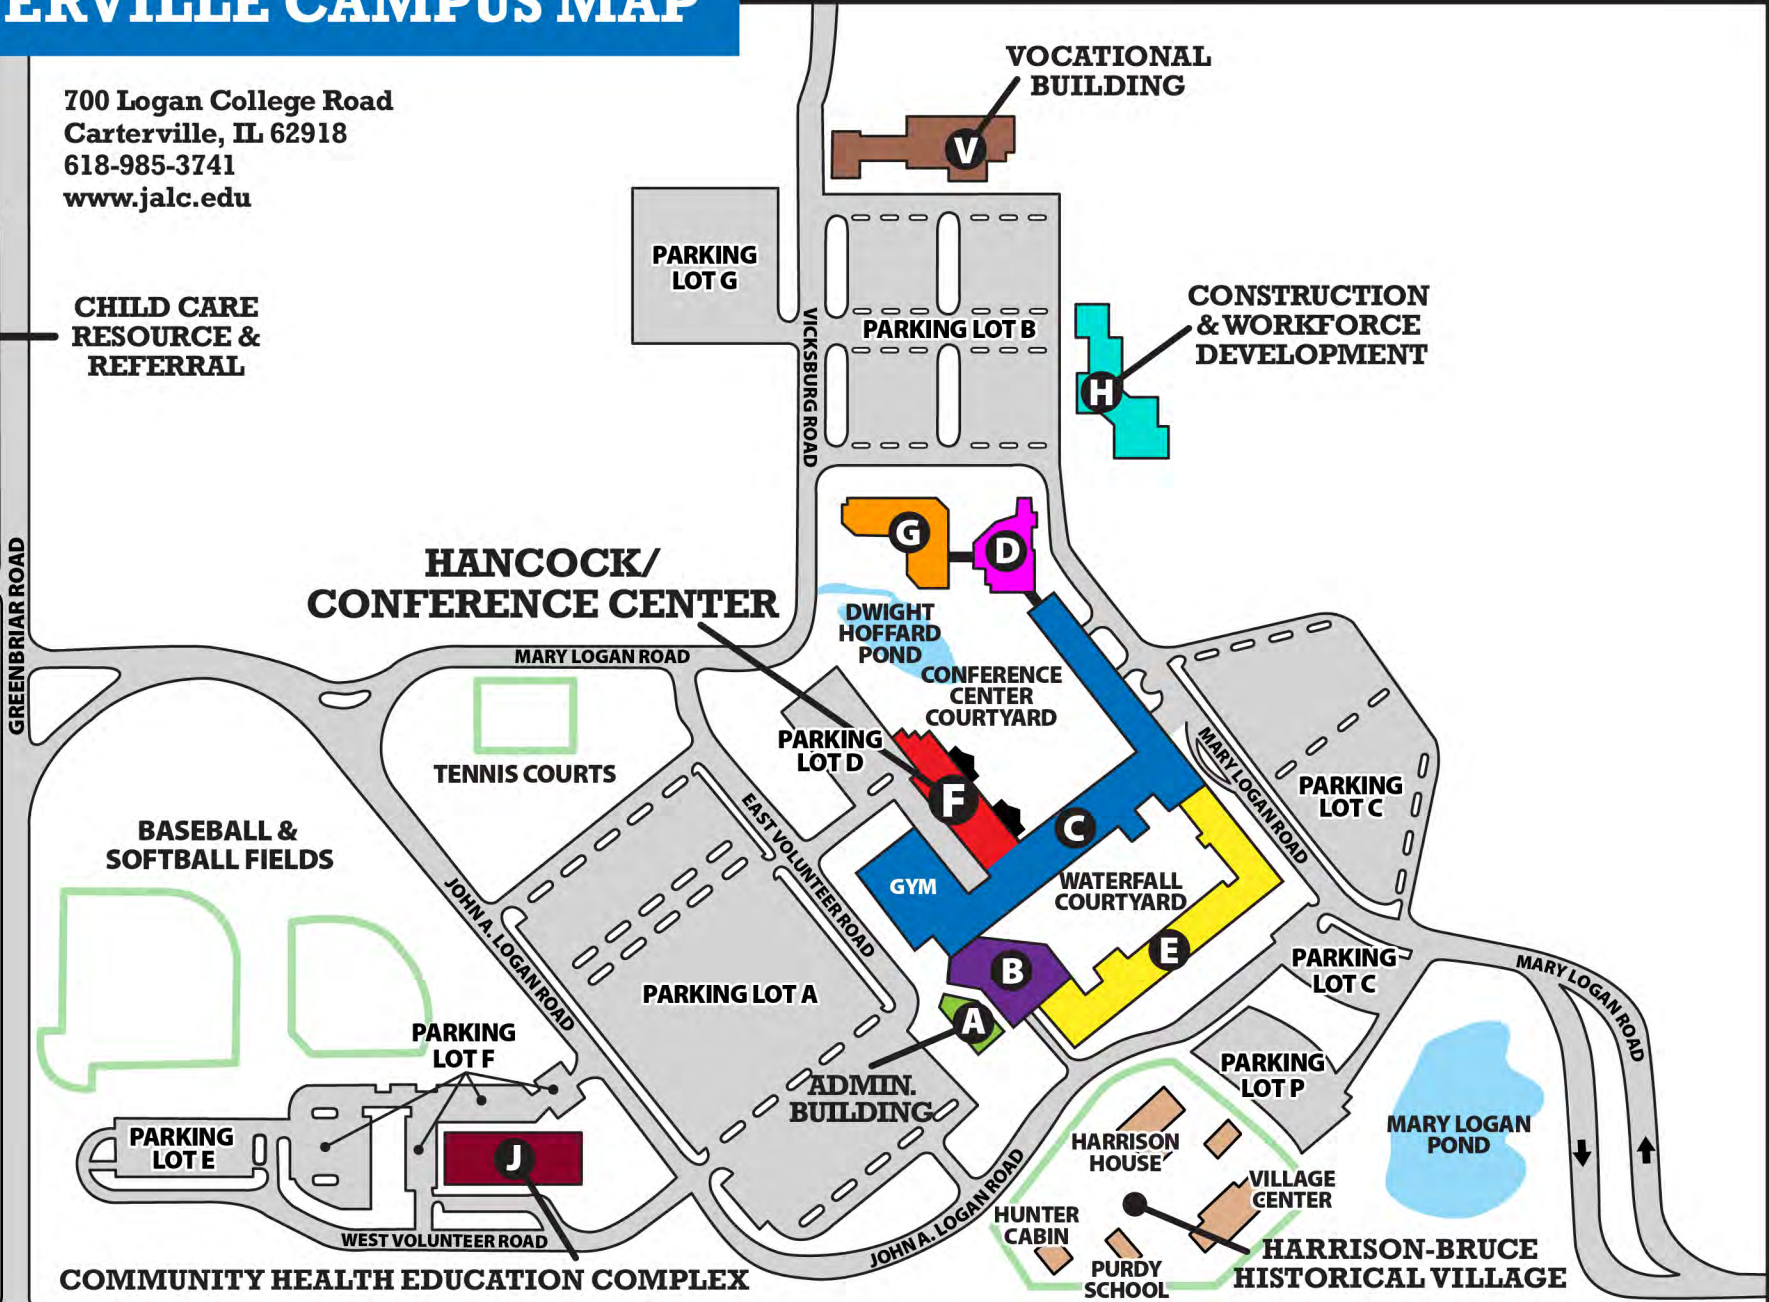 ERVILLE CAMPUS MAP
700 Logan College Road
Carterville, IL 62918
618-985-3741
www.jalc.edu
VOCATIONAL
BUILDING
V
PARKING
LOT G
CHILD CARE
RESOURCE &
REFERRAL
VICKSBURG ROAD
PARKING LOT B
CONSTRUCTION
& WORKFORCE
DEVELOPMENT
H
GREENBRIAR ROAD
HANCOCK/
CONFERENCE CENTER
G
D
DWIGHT
HOFFARD
POND
MARY LOGAN ROAD
CONFERENCE
CENTER
COURTYARD
TENNIS COURTS
PARKING
LOT D
F
C
MARY LOGAN ROAD
PARKING
LOT C
BASEBALL &
SOFTBALL FIELDS
EAST VOLUNTEER ROAD
GYM
WATERFALL
COURTYARD
JOHN A. LOGAN ROAD
PARKING LOT A
B
E
A
PARKING
LOT C
MARY LOGAN ROAD
PARKING
LOT F
ADMIN.
BUILDING
PARKING
LOT P
MARY LOGAN
POND
PARKING
LOT E
J
HARRISON
HOUSE
VILLAGE
CENTER
HUNTER
CABIN
PURDY
SCHOOL
JOHN A. LOGAN ROAD
WEST VOLUNTEER ROAD
HARRISON-BRUCE
HISTORICAL VILLAGE
COMMUNITY HEALTH EDUCATION COMPLEX